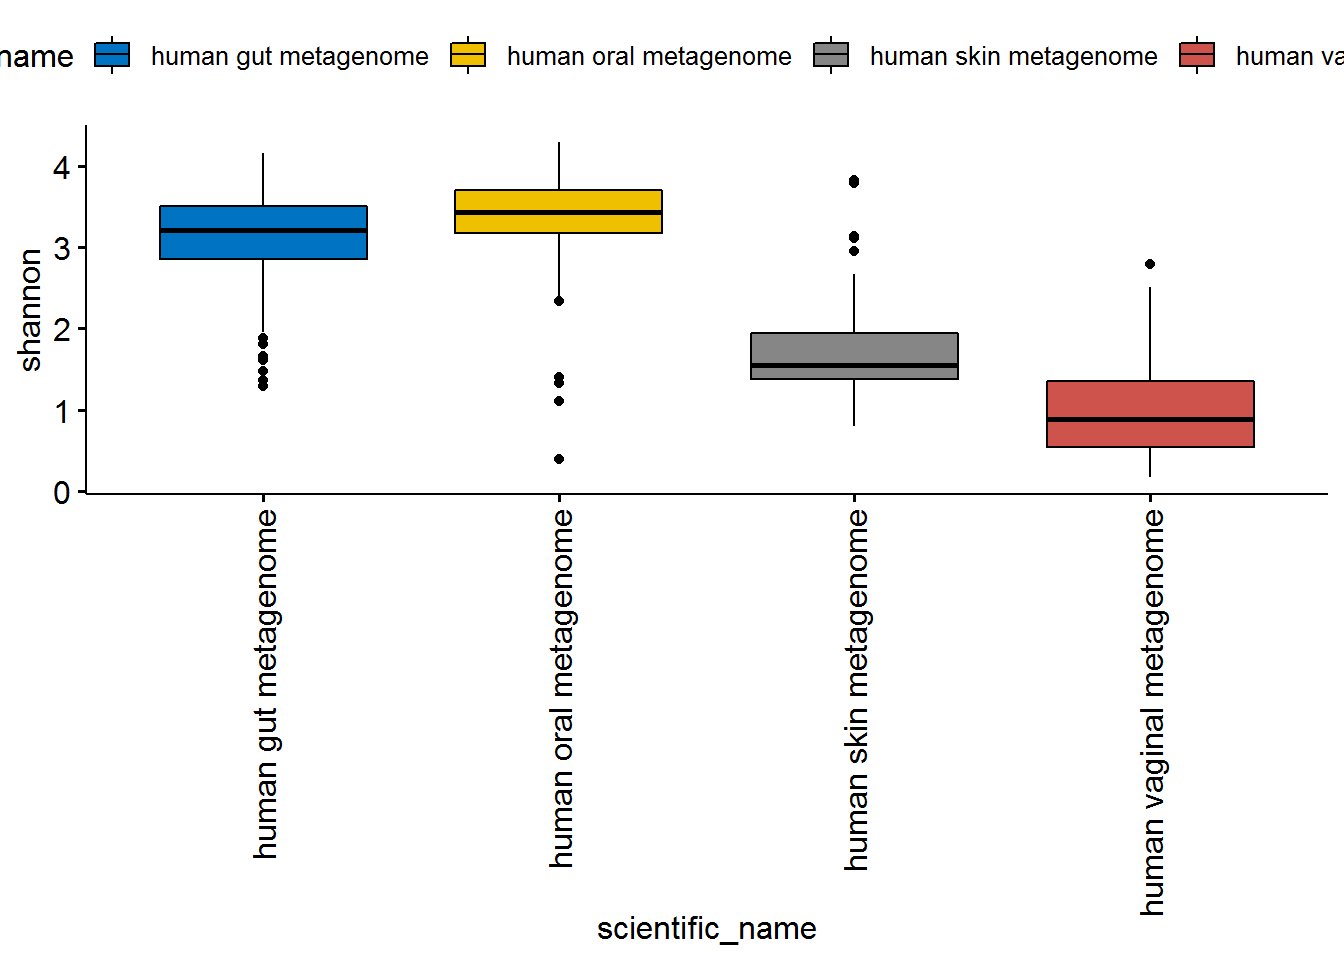 name human gut metagenome human oral metagenome human skin metagenome human va
4
3
2
1
0
shannon
human gut metagenome
human oral metagenome
human skin metagenome
human vaginal metagenome
scientific_name